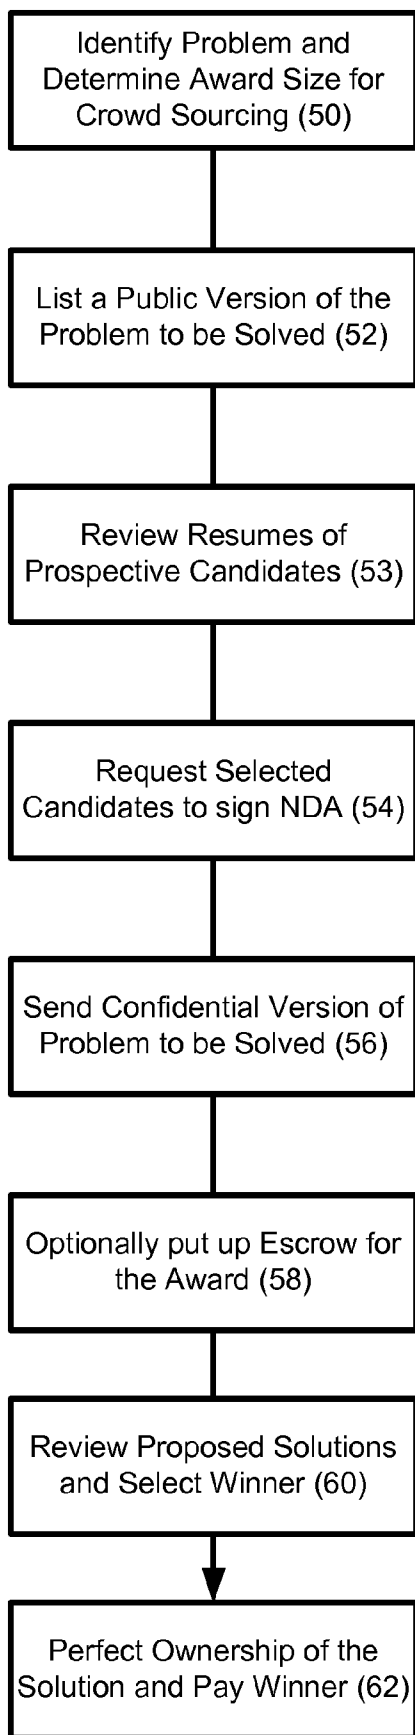 Identify Problem and
Determine Award Size for
Crowd Sourcing (50)
List a Public Version of the
Problem to be Solved (52)
Review Resumes of
Prospective Candidates (53)
Request Selected
Candidates to sign NDA (54)
Send Confidential Version of
Problem to be Solved (56)
Optionally put up Escrow for
the Award (58)
Review Proposed Solutions
and Select Winner (60)
Perfect Ownership of the
Solution and Pay Winner (62)